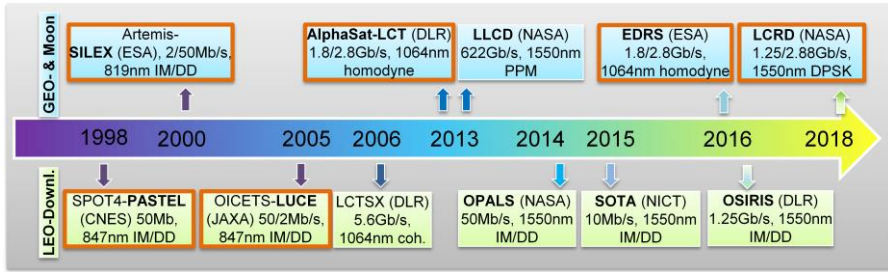 GEO- & Moon
Artemis-
SILEX (ESA), 2/50Mb/s,
819nm IM/DD
AlphaSat-LCT (DLR)
1.8/2.8Gb/s, 1064nm
homodyne
LLCD (NASA)
622Gb/s, 1550nm
PPM
EDRS (ESA)
1.8/2.8Gb/s,
1064nm homodyne
LCRD (NASA)
1.25/2.88Gb/s,
1550nm DPSK
1998 2000 2005 2006 2013 2014 2015 2016 2018
LEO-Downl.
SPOT4-PASTEL
(CNES) 50Mb,
847nm IM/DD
OICETS-LUCE
(JAXA) 50/2Mb/s,
847nm IM/DD
LCTSX (DLR)
5.6Gb/s,
1064nm coh.
OPALS (NASA)
50Mb/s, 1550nm
IM/DD
SOTA (NICT)
10Mb/s, 1550nm
IM/DD
OSIRIS (DLR)
1.25Gb/s, 1550nm
IM/DD